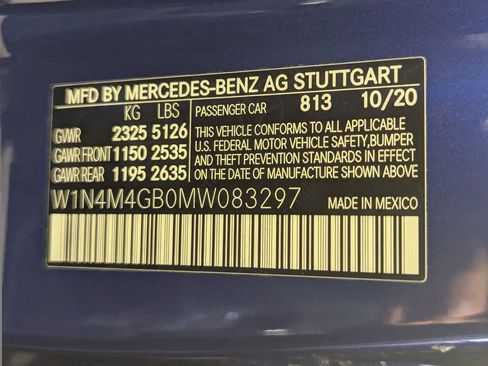 MFD BY MERCEDES-BENZ AG STUTTGART
KG LBS PASSENGER CAR 813 10/20
GVWR 2325 5126
GAWR FRONT 1150 2535
GAWR REAR 1195 2635
THIS VEHICLE CONFORMS TO ALL APPLICABLE
U.S. FEDERAL MOTOR VEHICLE SAFETY, BUMPER
AND THEFT PREVENTION STANDARDS IN EFFECT
ON THE DATE OF MANUFACTURE SHOWN ABOVE.
W1N4M4GB0MW083297 MADE IN MEXICO